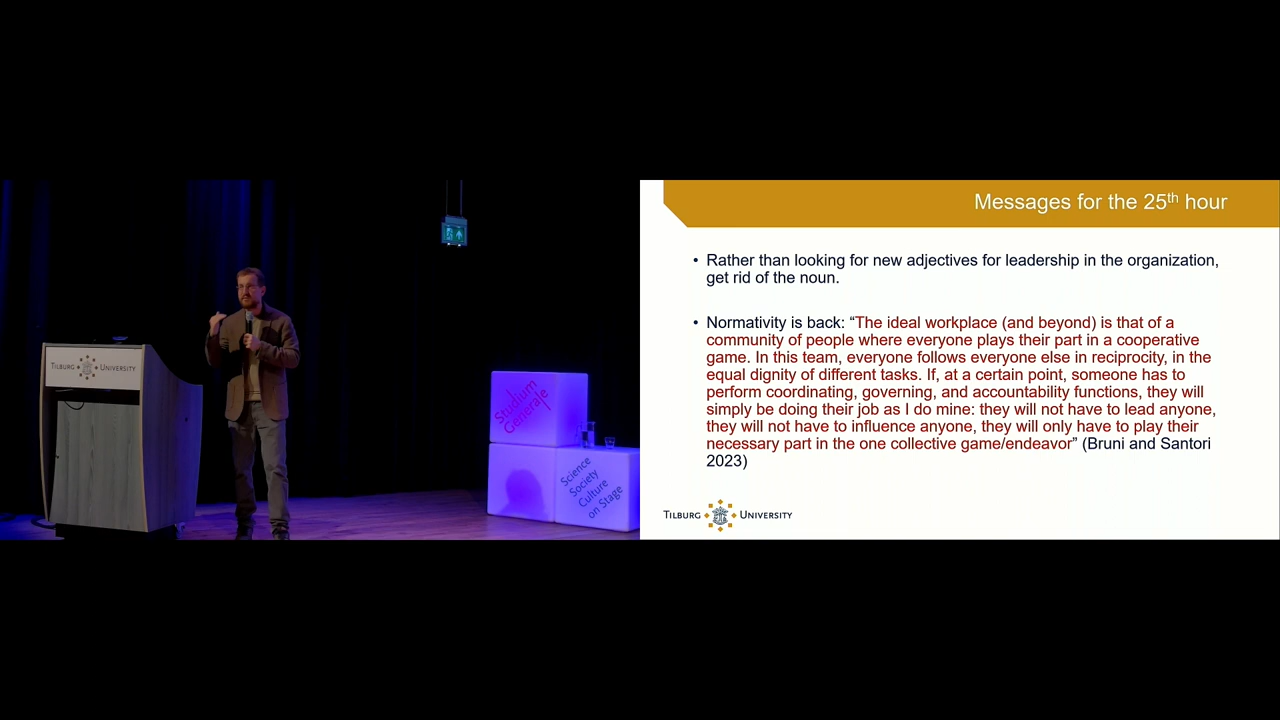 TILBURG UNIVERSITY
Studium
Generale
Science
Society
Culture
on Stage
Messages for the 25th hour
• Rather than looking for new adjectives for leadership in the organization,
get rid of the noun.
• Normativity is back: “The ideal workplace (and beyond) is that of a
community of people where everyone plays their part in a cooperative
game. In this team, everyone follows everyone else in reciprocity, in the
equal dignity of different tasks. If, at a certain point, someone has to
perform coordinating, governing, and accountability functions, they will
simply be doing their job as I do mine: they will not have to lead anyone,
they will not have to influence anyone, they will only have to play their
necessary part in the one collective game/endeavor” (Bruni and Santori
2023)
TILBURG UNIVERSITY